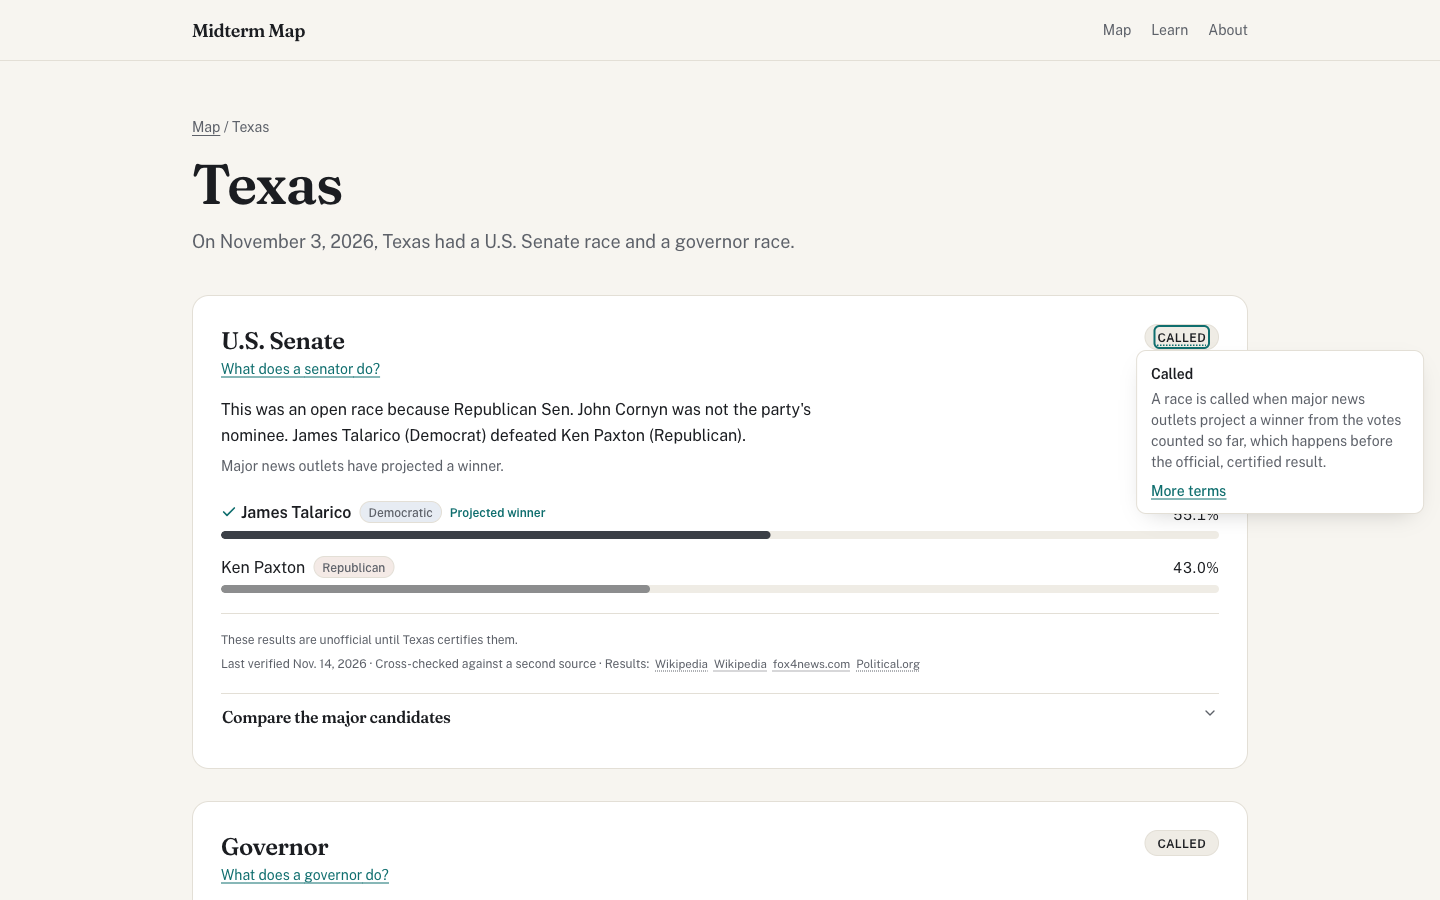 Midterm Map
Map Learn About
Map / Texas
Texas
On November 3, 2026, Texas had a U.S. Senate race and a governor race.
U.S. Senate
CALLED
What does a senator do?
Called
A race is called when major news
outlets project a winner from the votes
counted so far, which happens before
the official, certified result.
More terms
This was an open race because Republican Sen. John Cornyn was not the party's
nominee. James Talarico (Democrat) defeated Ken Paxton (Republican).
Major news outlets have projected a winner.
James Talarico Democratic Projected winner 55.1%
Ken Paxton Republican 43.0%
These results are unofficial until Texas certifies them.
Last verified Nov. 14, 2026 · Cross-checked against a second source · Results: Wikipedia Wikipedia fox4news.com Political.org
Compare the major candidates
Governor
CALLED
What does a governor do?